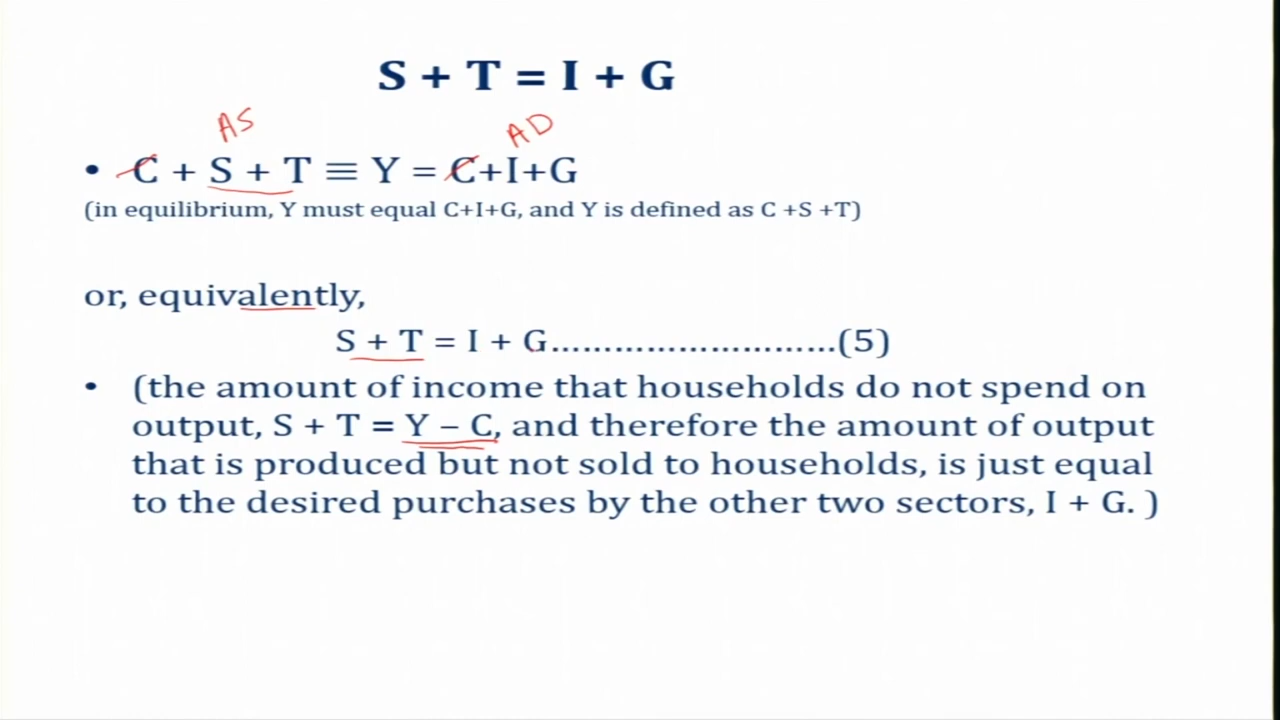 S + T = I + G
AS
AD
• C + S + T ≡ Y = C+I+G
(in equilibrium, Y must equal C+I+G, and Y is defined as C +S +T)
or, equivalently,
S + T = I + G...........................(5)
• (the amount of income that households do not spend on
output, S + T = Y – C, and therefore the amount of output
that is produced but not sold to households, is just equal
to the desired purchases by the other two sectors, I + G. )